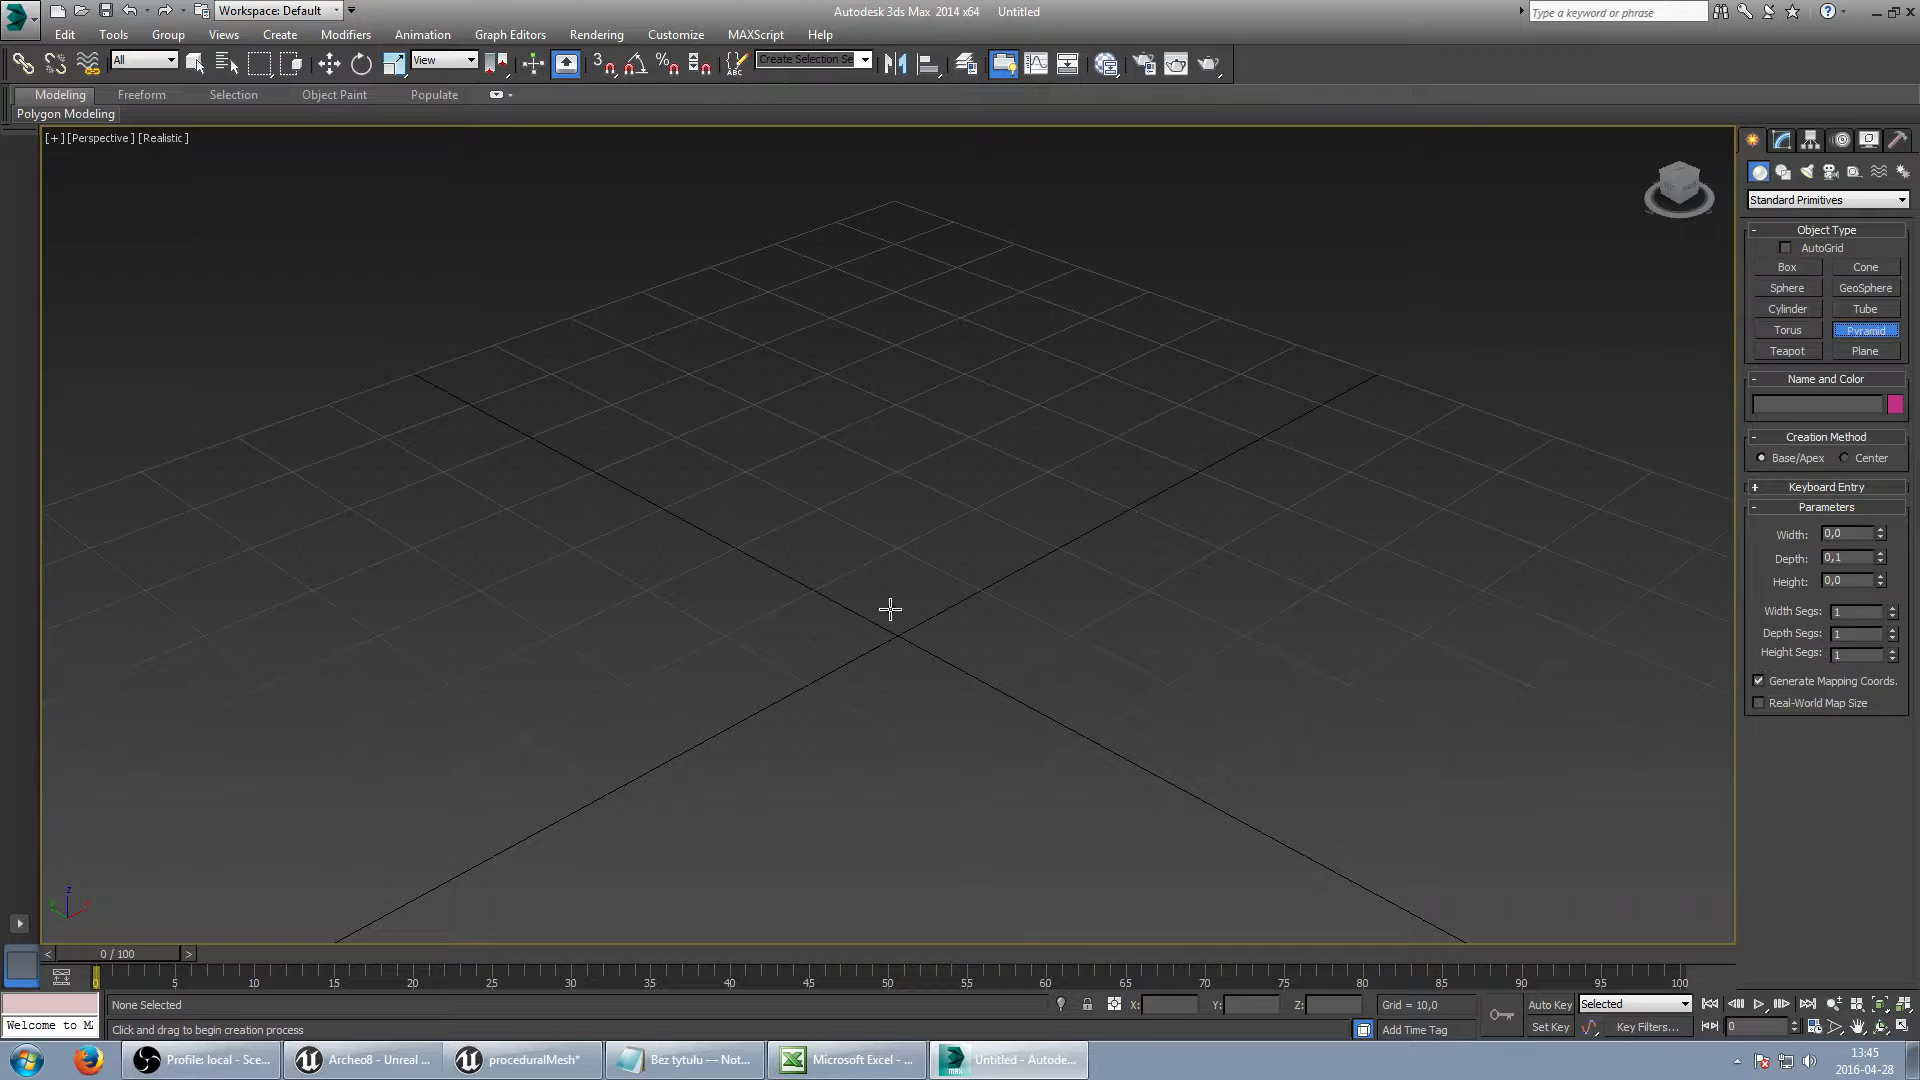 Workspace: Default
Autodesk 3ds Max 2014 x64 Untitled
Type a keyword or phrase
Edit Tools Group Views Create Modifiers Animation Graph Editors Rendering Customize MAXScript Help
All
View
3
%
ABC
Create Selection Se
Modeling Freeform Selection Object Paint Populate
Polygon Modeling
[+] [Perspective] [Realistic]
Standard Primitives
Object Type
AutoGrid
Box Cone
Sphere GeoSphere
Cylinder Tube
Torus Pyramid
Teapot Plane
Name and Color
Creation Method
Base/Apex Center
Keyboard Entry
Parameters
Width: 0,0
Depth: 0,1
Height: 0,0
Width Segs: 1
Depth Segs: 1
Height Segs: 1
Generate Mapping Coords.
Real-World Map Size
z
< 0 / 100 >
0 5 10 15 20 25 30 35 40 45 50 55 60 65 70 75 80 85 90 95 100
None Selected X: Y: Z: Grid = 10,0 Auto Key Selected
Welcome to M
Click and drag to begin creation process Add Time Tag Set Key Key Filters... 0
Profile: local - Sce... Archeo8 - Unreal ... proceduralMesh* Bez tytułu — Not... Microsoft Excel - ... MAX Untitled - Autode...
13:45
2016-04-28